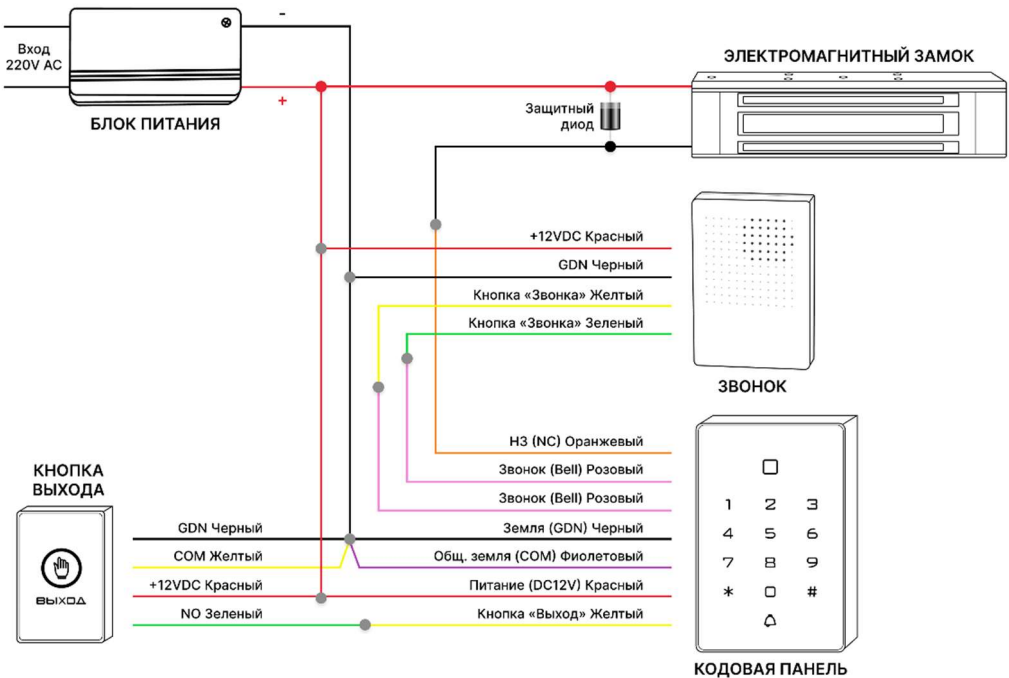 -
Вход
220V AC
+
БЛОК ПИТАНИЯ
ЭЛЕКТРОМАГНИТНЫЙ ЗАМОК
Защитный
диод
+12VDC Красный
GDN Черный
Кнопка «Звонка» Желтый
Кнопка «Звонка» Зеленый
ЗВОНОК
НЗ (NC) Оранжевый
Звонок (Bell) Розовый
Звонок (Bell) Розовый
Земля (GDN) Черный
Общ. земля (COM) Фиолетовый
Питание (DC12V) Красный
Кнопка «Выход» Желтый
КНОПКА
ВЫХОДА
ВЫХОД
GDN Черный
COM Желтый
+12VDC Красный
NO Зеленый
1 2 3
4 5 6
7 8 9
* 0 #
КОДОВАЯ ПАНЕЛЬ